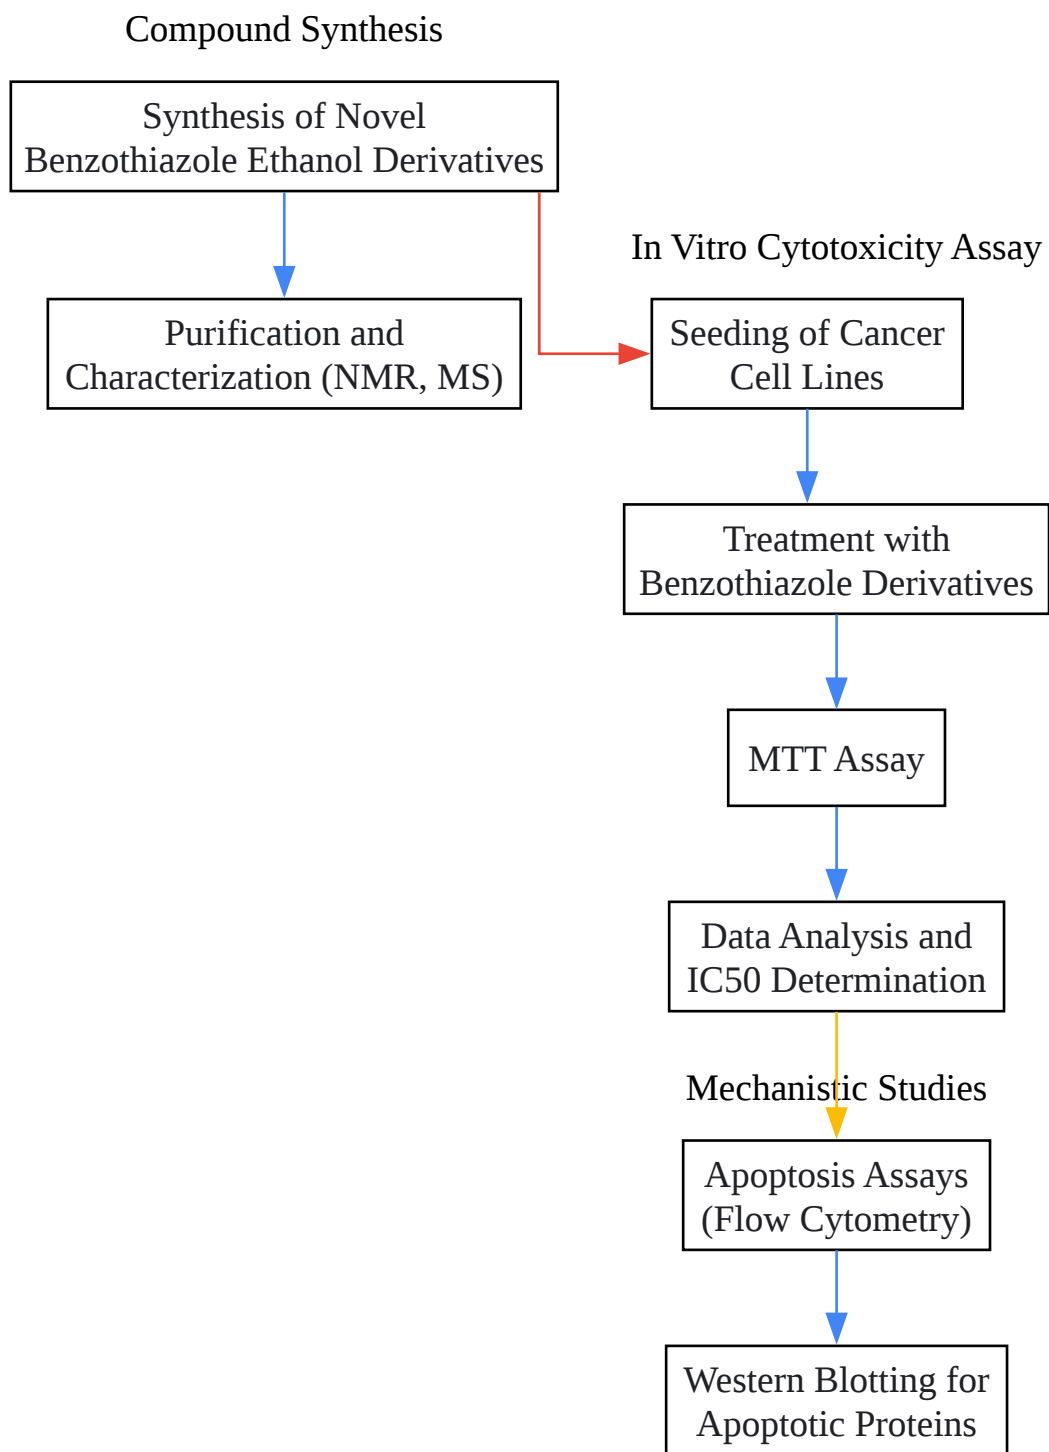 Compound Synthesis
Synthesis of Novel
Benzothiazole Ethanol Derivatives
In Vitro Cytotoxicity Assay
Purification and
Characterization (NMR, MS)
Seeding of Cancer
Cell Lines
Treatment with
Benzothiazole Derivatives
MTT Assay
Data Analysis and
IC50 Determination
Mechanistic Studies
Apoptosis Assays
(Flow Cytometry)
Western Blotting for
Apoptotic Proteins